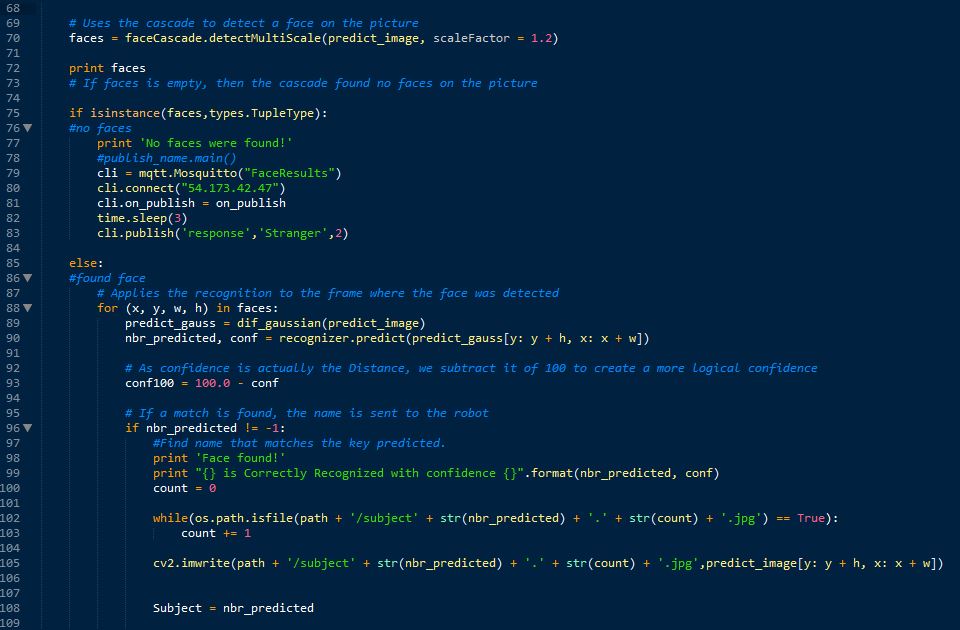 68
69 # Uses the cascade to detect a face on the picture
70 faces = faceCascade.detectMultiScale(predict_image, scaleFactor = 1.2)
71
72 print faces
73 # If faces is empty, then the cascade found no faces on the picture
74
75 if isinstance(faces,types.TupleType):
76 #no faces
77 print 'No faces were found!'
78 #publish_name.main()
79 cli = mqtt.Mosquitto("FaceResults")
80 cli.connect("54.173.42.47")
81 cli.on_publish = on_publish
82 time.sleep(3)
83 cli.publish('response','Stranger',2)
84
85 else:
86 #found face
87 # Applies the recognition to the frame where the face was detected
88 for (x, y, w, h) in faces:
89 predict_gauss = dif_gaussian(predict_image)
90 nbr_predicted, conf = recognizer.predict(predict_gauss[y: y + h, x: x + w])
91
92 # As confidence is actually the Distance, we subtract it of 100 to create a more logical confidence
93 conf100 = 100.0 - conf
94
95 # If a match is found, the name is sent to the robot
96 if nbr_predicted != -1:
97 #Find name that matches the key predicted.
98 print 'Face found!'
99 print "{} is Correctly Recognized with confidence {}".format(nbr_predicted, conf)
100 count = 0
101
102 while(os.path.isfile(path + '/subject' + str(nbr_predicted) + '.' + str(count) + '.jpg') == True):
103 count += 1
104
105 cv2.imwrite(path + '/subject' + str(nbr_predicted) + '.' + str(count) + '.jpg',predict_image[y: y + h, x: x + w])
106
107
108 Subject = nbr_predicted
109